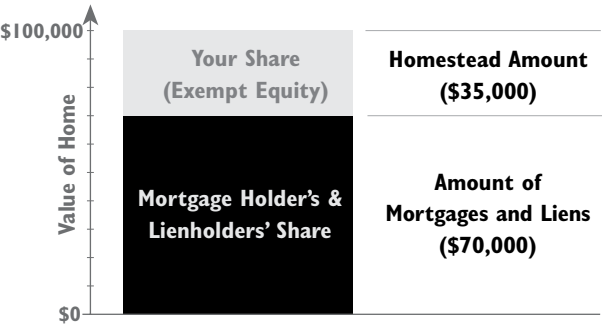 $100,000
Your Share
(Exempt Equity)
Homestead Amount
($35,000)
Value of Home
Mortgage Holder's &
Lienholders' Share
Amount of
Mortgages and Liens
($70,000)
$0